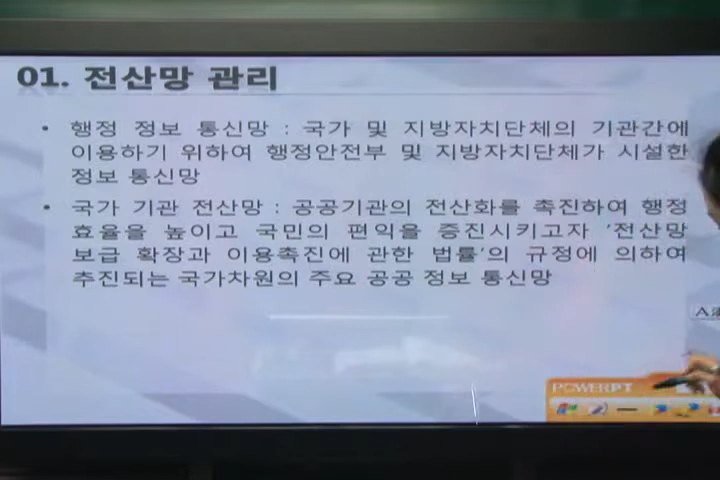 01. 전산망 관리
• 행정 정보 통신망 : 국가 및 지방자치단체의 기관간에
이용하기 위하여 행정안전부 및 지방자치단체가 시설한
정보 통신망
• 국가 기관 전산망 : 공공기관의 전산화를 촉진하여 행정
효율을 높이고 국민의 편익을 증진시키고자 '전산망
보급 확장과 이용촉진에 관한 법률'의 규정에 의하여
추진되는 국가차원의 주요 공공 정보 통신망
A
POWERPT